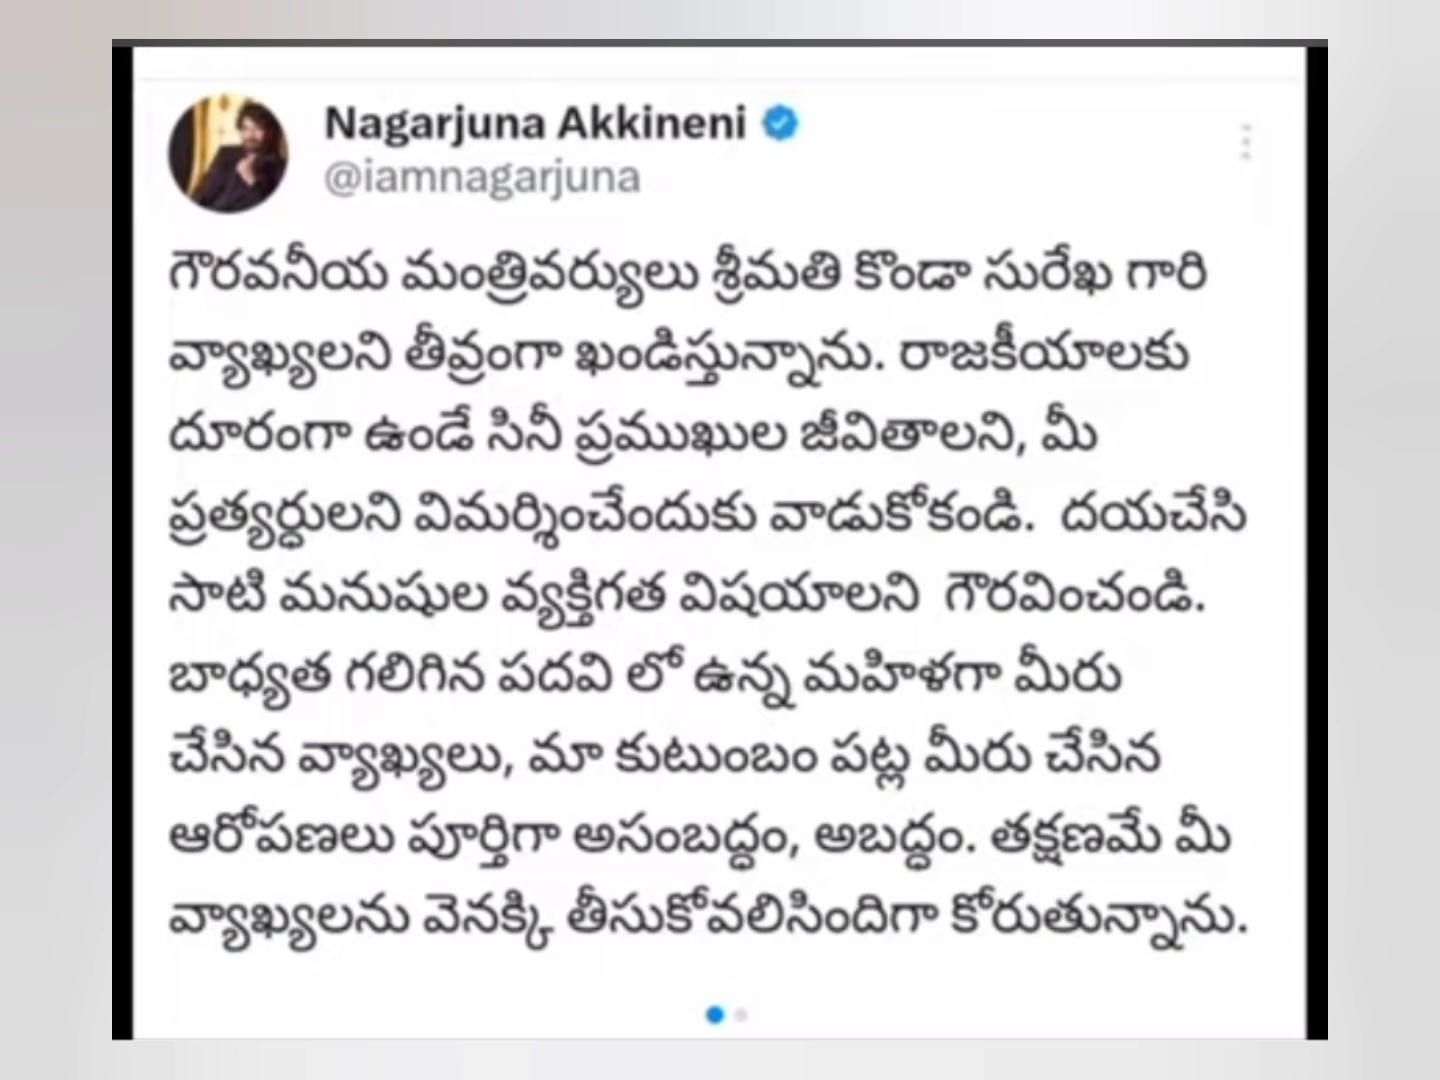 Nagarjuna Akkineni
@iamnagarjuna
గౌరవనీయ మంత్రివర్యులు శ్రీమతి కొండా సురేఖ గారి
వ్యాఖ్యలని తీవ్రంగా ఖండిస్తున్నాను. రాజకీయాలకు
దూరంగా ఉండే సినీ ప్రముఖుల జీవితాలని, మీ
ప్రత్యర్ధులని విమర్శించేందుకు వాడుకోకండి.  దయచేసి
సాటి మనుషుల వ్యక్తిగత విషయాలని  గౌరవించండి.
బాధ్యత గలిగిన పదవి లో ఉన్న మహిళగా మీరు
చేసిన వ్యాఖ్యలు, మా కుటుంబం పట్ల మీరు చేసిన
ఆరోపణలు పూర్తిగా అసంబద్ధం, అబద్ధం. తక్షణమే మీ
వ్యాఖ్యలను వెనక్కి తీసుకోవలిసిందిగా కోరుతున్నాను.